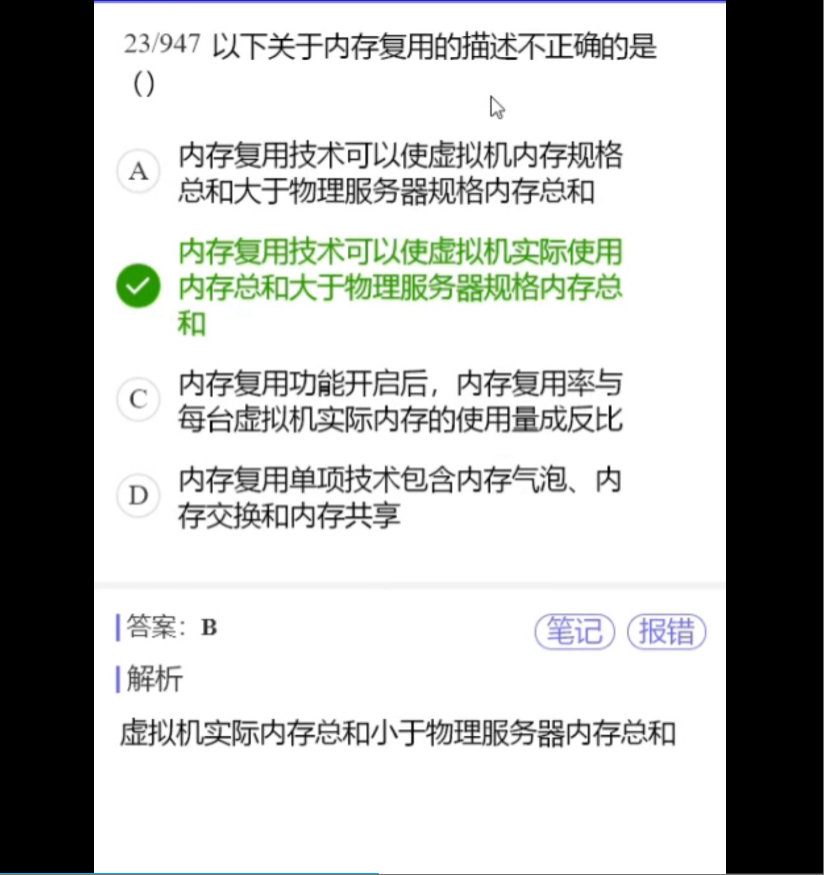 23/947 以下关于内存复用的描述不正确的是
()
A
内存复用技术可以使虚拟机内存规格
总和大于物理服务器规格内存总和
内存复用技术可以使虚拟机实际使用
内存总和大于物理服务器规格内存总
和
C
内存复用功能开启后，内存复用率与
每台虚拟机实际内存的使用量成反比
D
内存复用单项技术包含内存气泡、内
存交换和内存共享
答案：B
笔记
报错
解析
虚拟机实际内存总和小于物理服务器内存总和